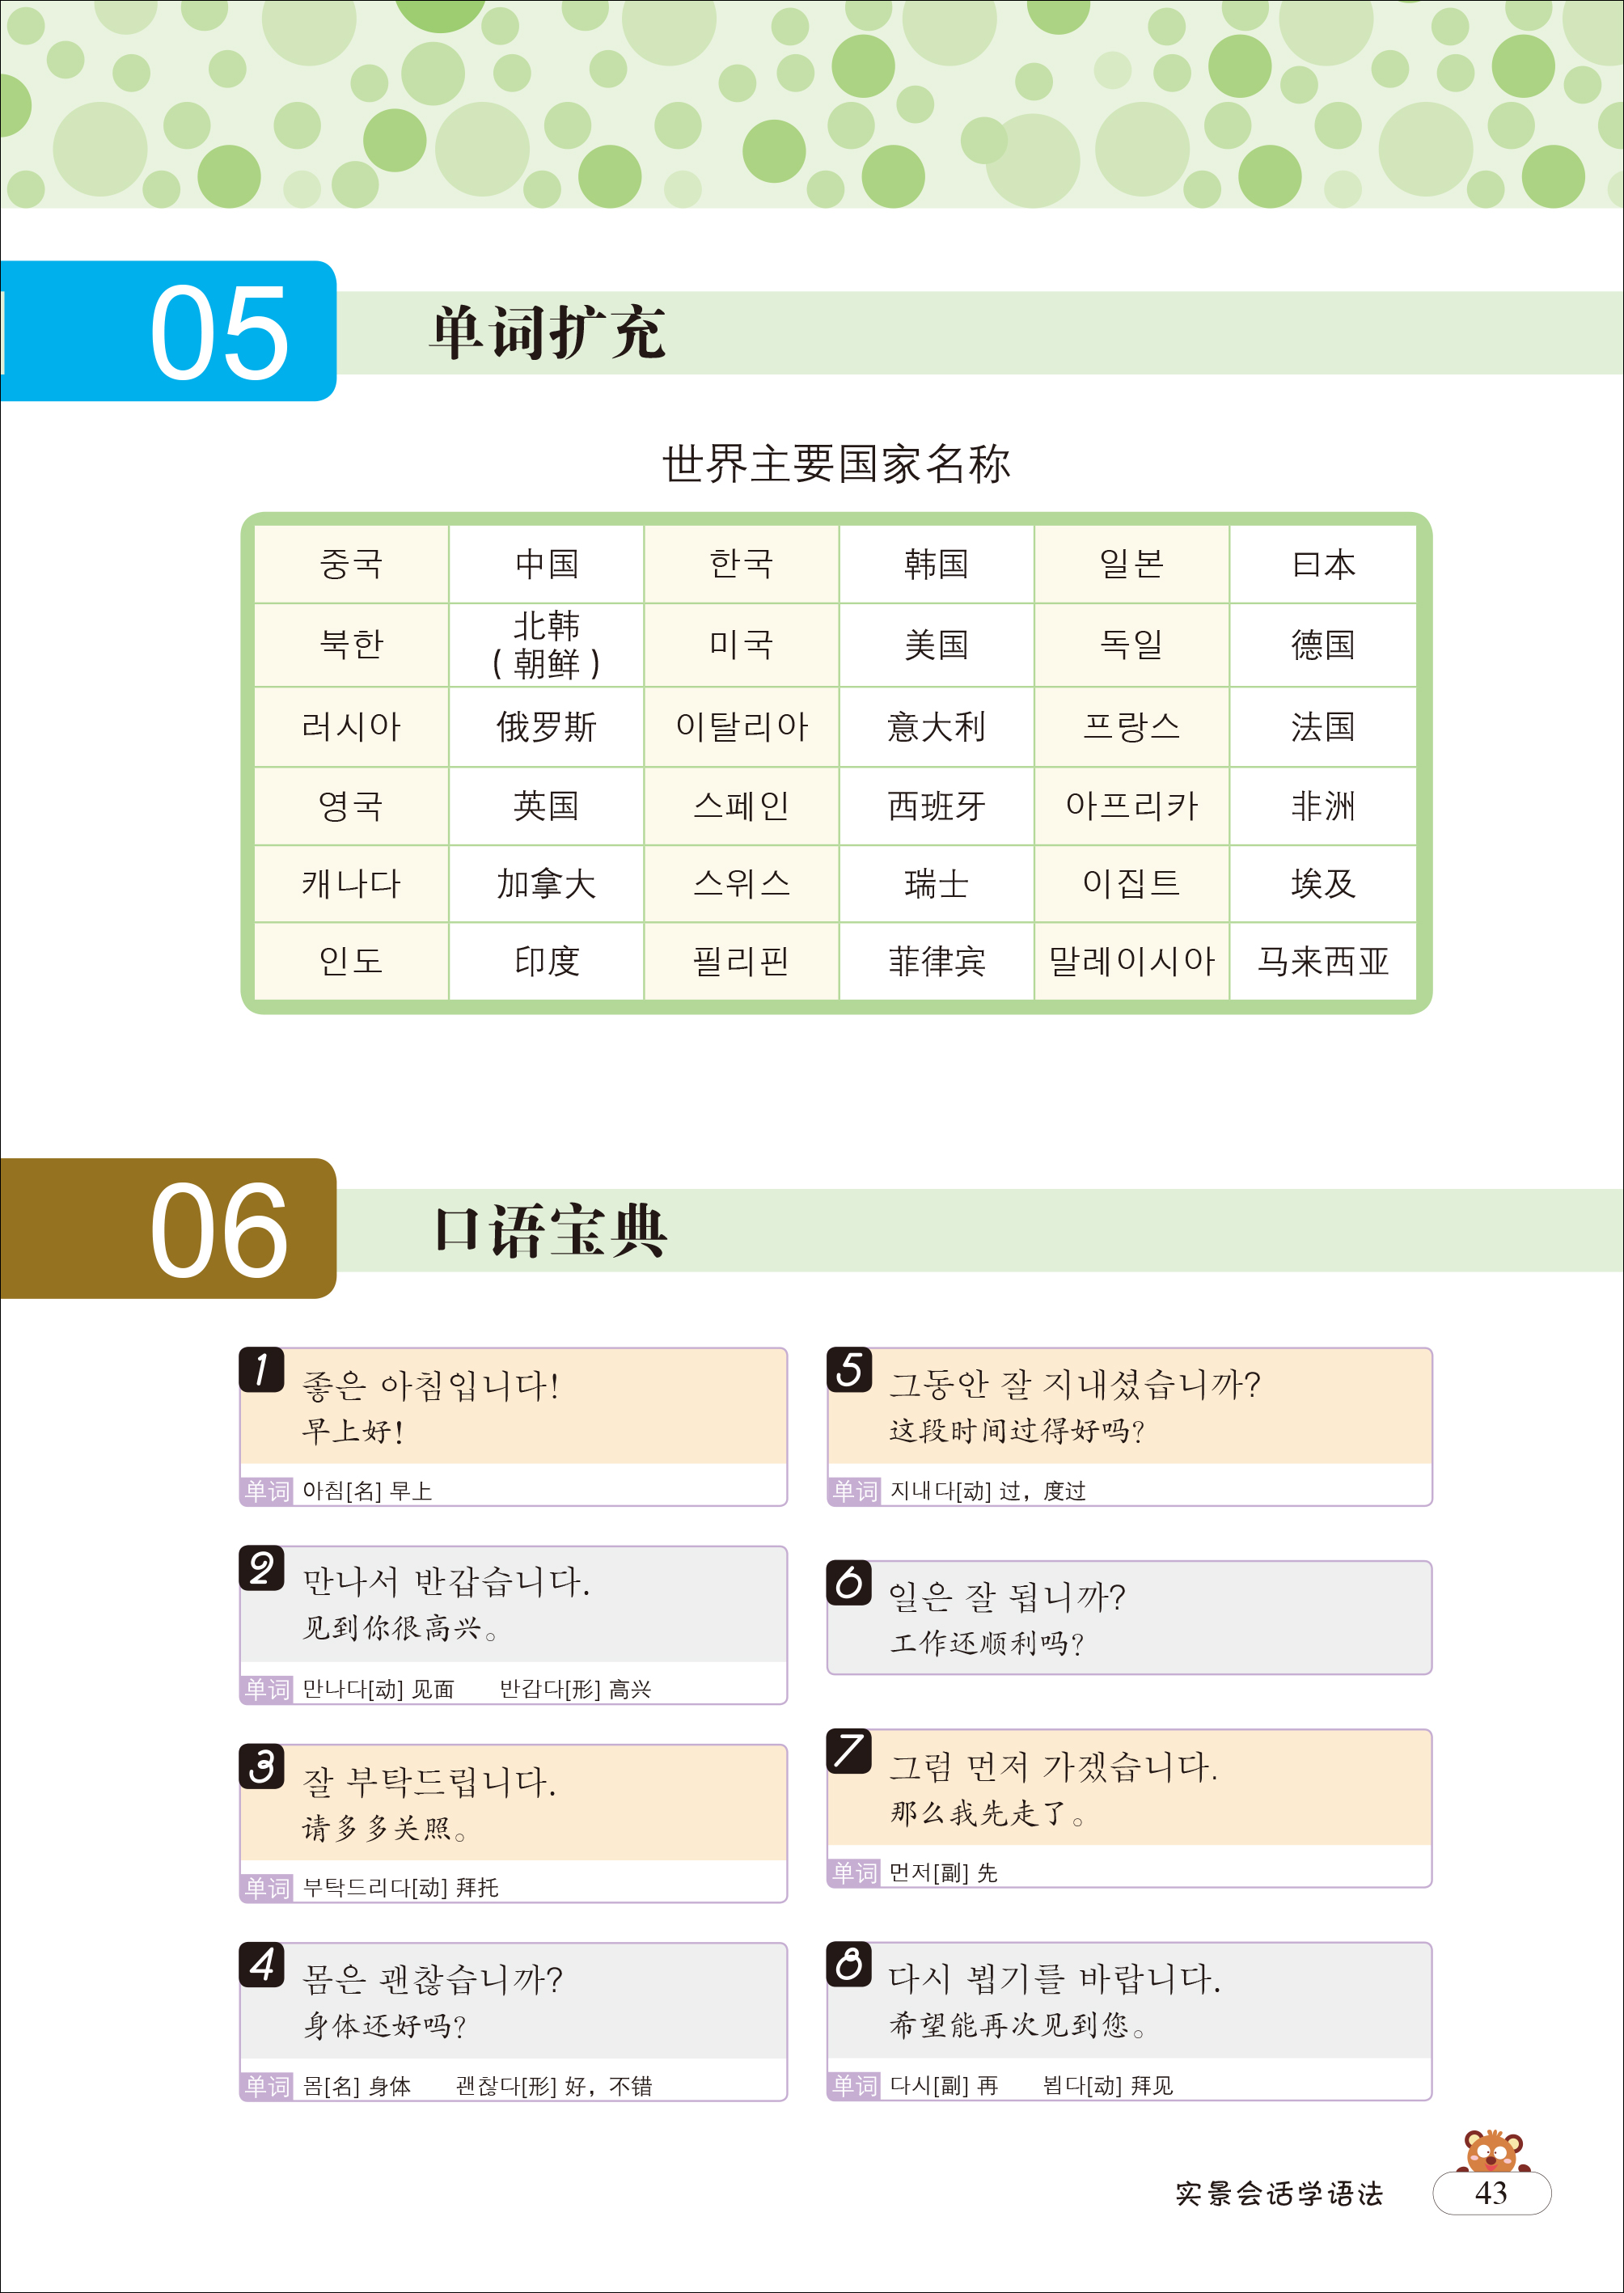 05 单词扩充
世界主要国家名称
중국 中国 한국 韩国 일본 日本
북한 北韩 미국 美国 독일 德国
( 朝鲜 )
러시아 俄罗斯 이탈리아 意大利 프랑스 法国
영국 英国 스페인 西班牙 아프리카 非洲
캐나다 加拿大 스위스 瑞士 이집트 埃及
인도 印度 필리핀 菲律宾 말레이시아 马来西亚
06 口语宝典
1 좋은 아침입니다!
早上好!
单词 아침[名] 早上
2 만나서 반갑습니다.
见到你很高兴。
单词 만나다[动] 见面 반갑다[形] 高兴
3 잘 부탁드립니다.
请多多关照。
单词 부탁드리다[动] 拜托
4 몸은 괜찮습니까?
身体还好吗?
单词 몸[名] 身体 괜찮다[形] 好，不错
5 그동안 잘 지내셨습니까?
这段时间过得好吗?
单词 지내다[动] 过，度过
6 일은 잘 됩니까?
工作还顺利吗?
7 그럼 먼저 가겠습니다.
那么我先走了。
单词 먼저[副] 先
8 다시 뵙기를 바랍니다.
希望能再次见到您。
单词 다시[副] 再 뵙다[动] 拜见
实景会话学语法 43